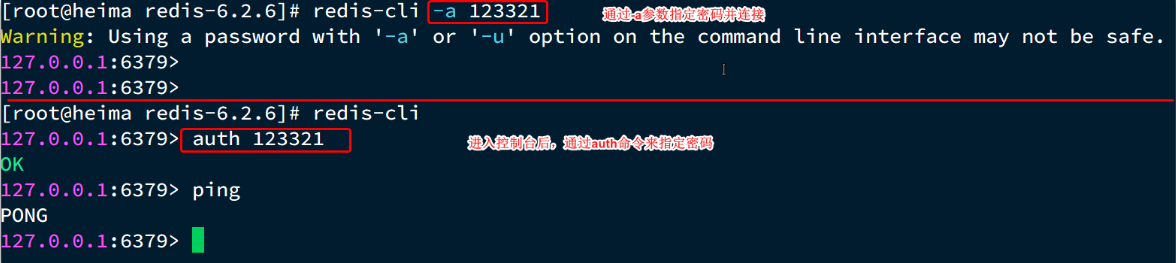 [root@heima redis-6.2.6]# redis-cli -a 123321 通过-a参数指定密码并连接
Warning: Using a password with '-a' or '-u' option on the command line interface may not be safe.
127.0.0.1:6379>
127.0.0.1:6379>
[root@heima redis-6.2.6]# redis-cli
127.0.0.1:6379> auth 123321 进入控制台后，通过auth命令来指定密码
OK
127.0.0.1:6379> ping
PONG
127.0.0.1:6379>